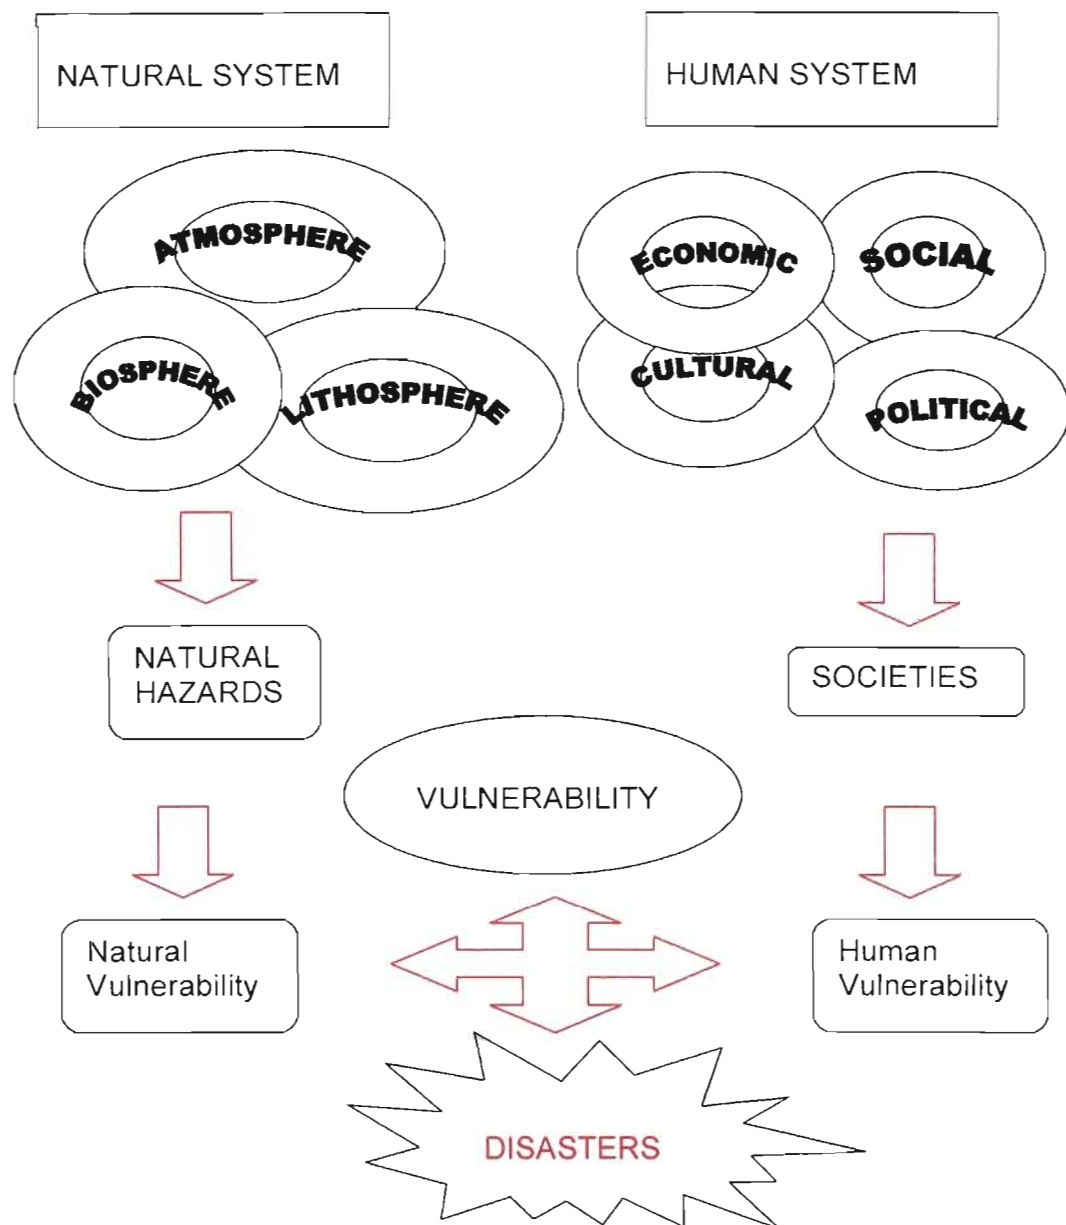 NATURAL SYSTEM
HUMAN SYSTEM
ATMOSPHERE
BIOSPHERE
LITHOSPHERE
ECONOMIC
SOCIAL
CULTURAL
POLITICAL
NATURAL
HAZARDS
SOCIETIES
VULNERABILITY
Natural
Vulnerability
Human
Vulnerability
DISASTERS